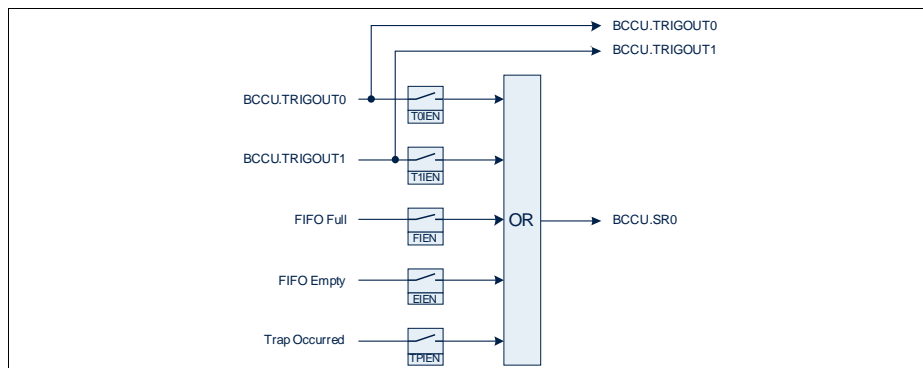 BCCU.TRIGOUT0
BCCU.TRIGOUT1
BCCU.TRIGOUT0
T0IEN
BCCU.TRIGOUT1
T1IEN
FIFO Full
FIEN
OR
BCCU.SR0
FIFO Empty
EIEN
Trap Occurred
TPIEN